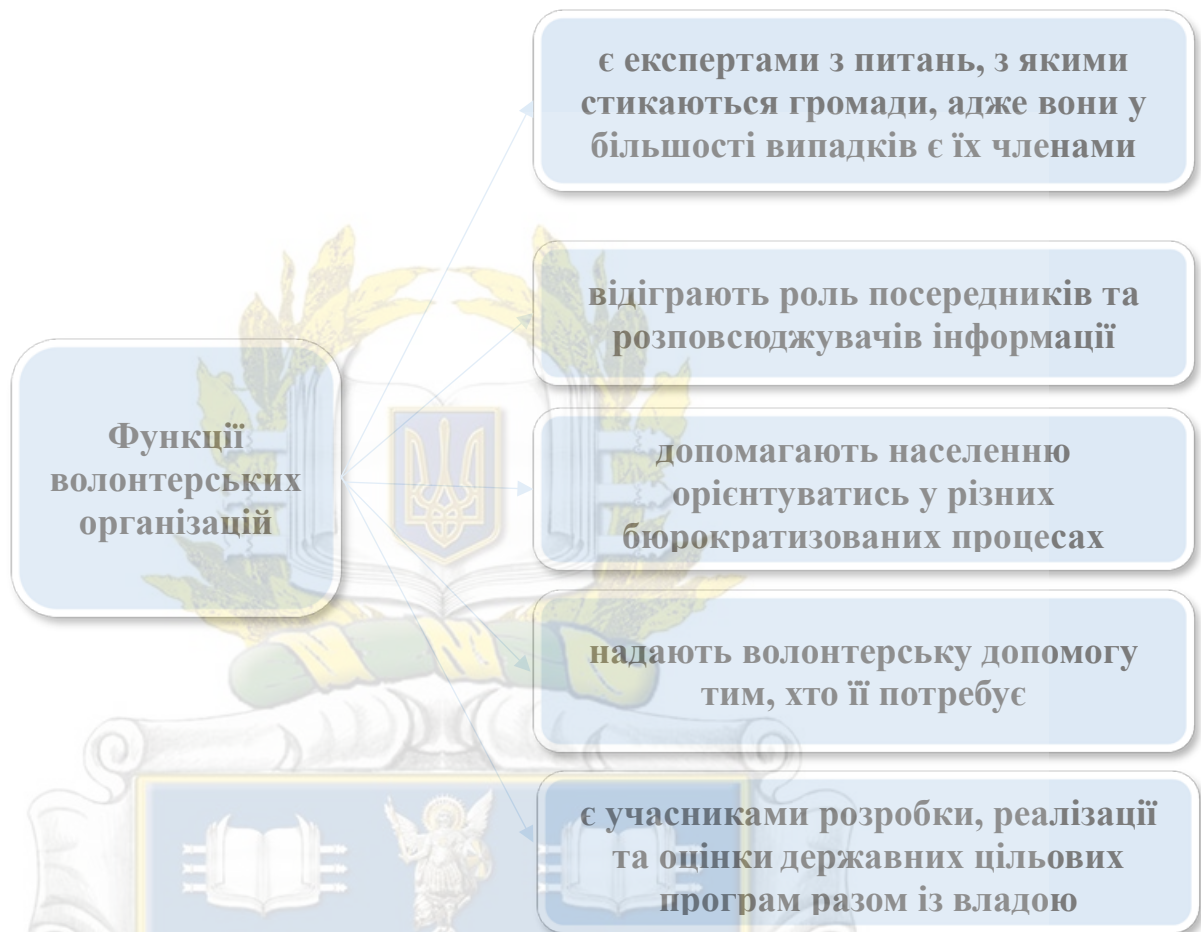 Функції
волонтерських
організацій
є експертами з питань, з якими
стикаються громади, адже вони у
більшості випадків є їх членами
відіграють роль посередників та
розповсюджувачів інформації
допомагають населенню
орієнтуватись у різних
бюрократизованих процесах
надають волонтерську допомогу
тим, хто її потребує
є учасниками розробки, реалізації
та оцінки державних цільових
програм разом із владою